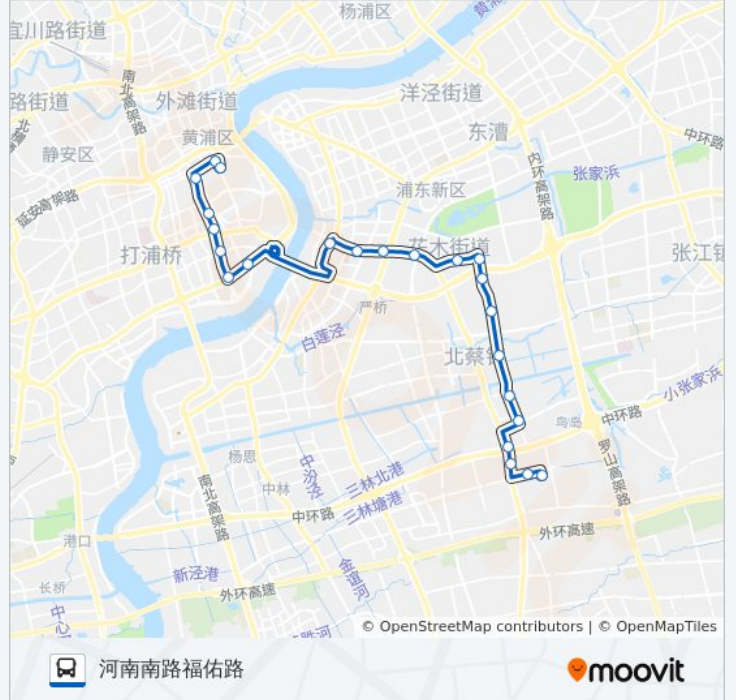 杨浦区
宜川路街道
黄浦
南北高架路
洋泾街道
路街道
外滩街道
东漕
黄浦区
中环路
静安区
内环高架路
张家浜
浦东新区
延安高架路
花木街道
打浦桥
张江镇
严桥
白莲泾
北蔡镇
小张家浜
鸟岛
中环路
罗山高架路
杨思
中汾泾
三林北港
中林
南北高架路
三林塘港
中环路
外环高速
港口
新泾港
金谊河
长桥
外环高速
中心
© OpenStreetMap contributors | © OpenMapTiles
河南南路福佑路
moovit